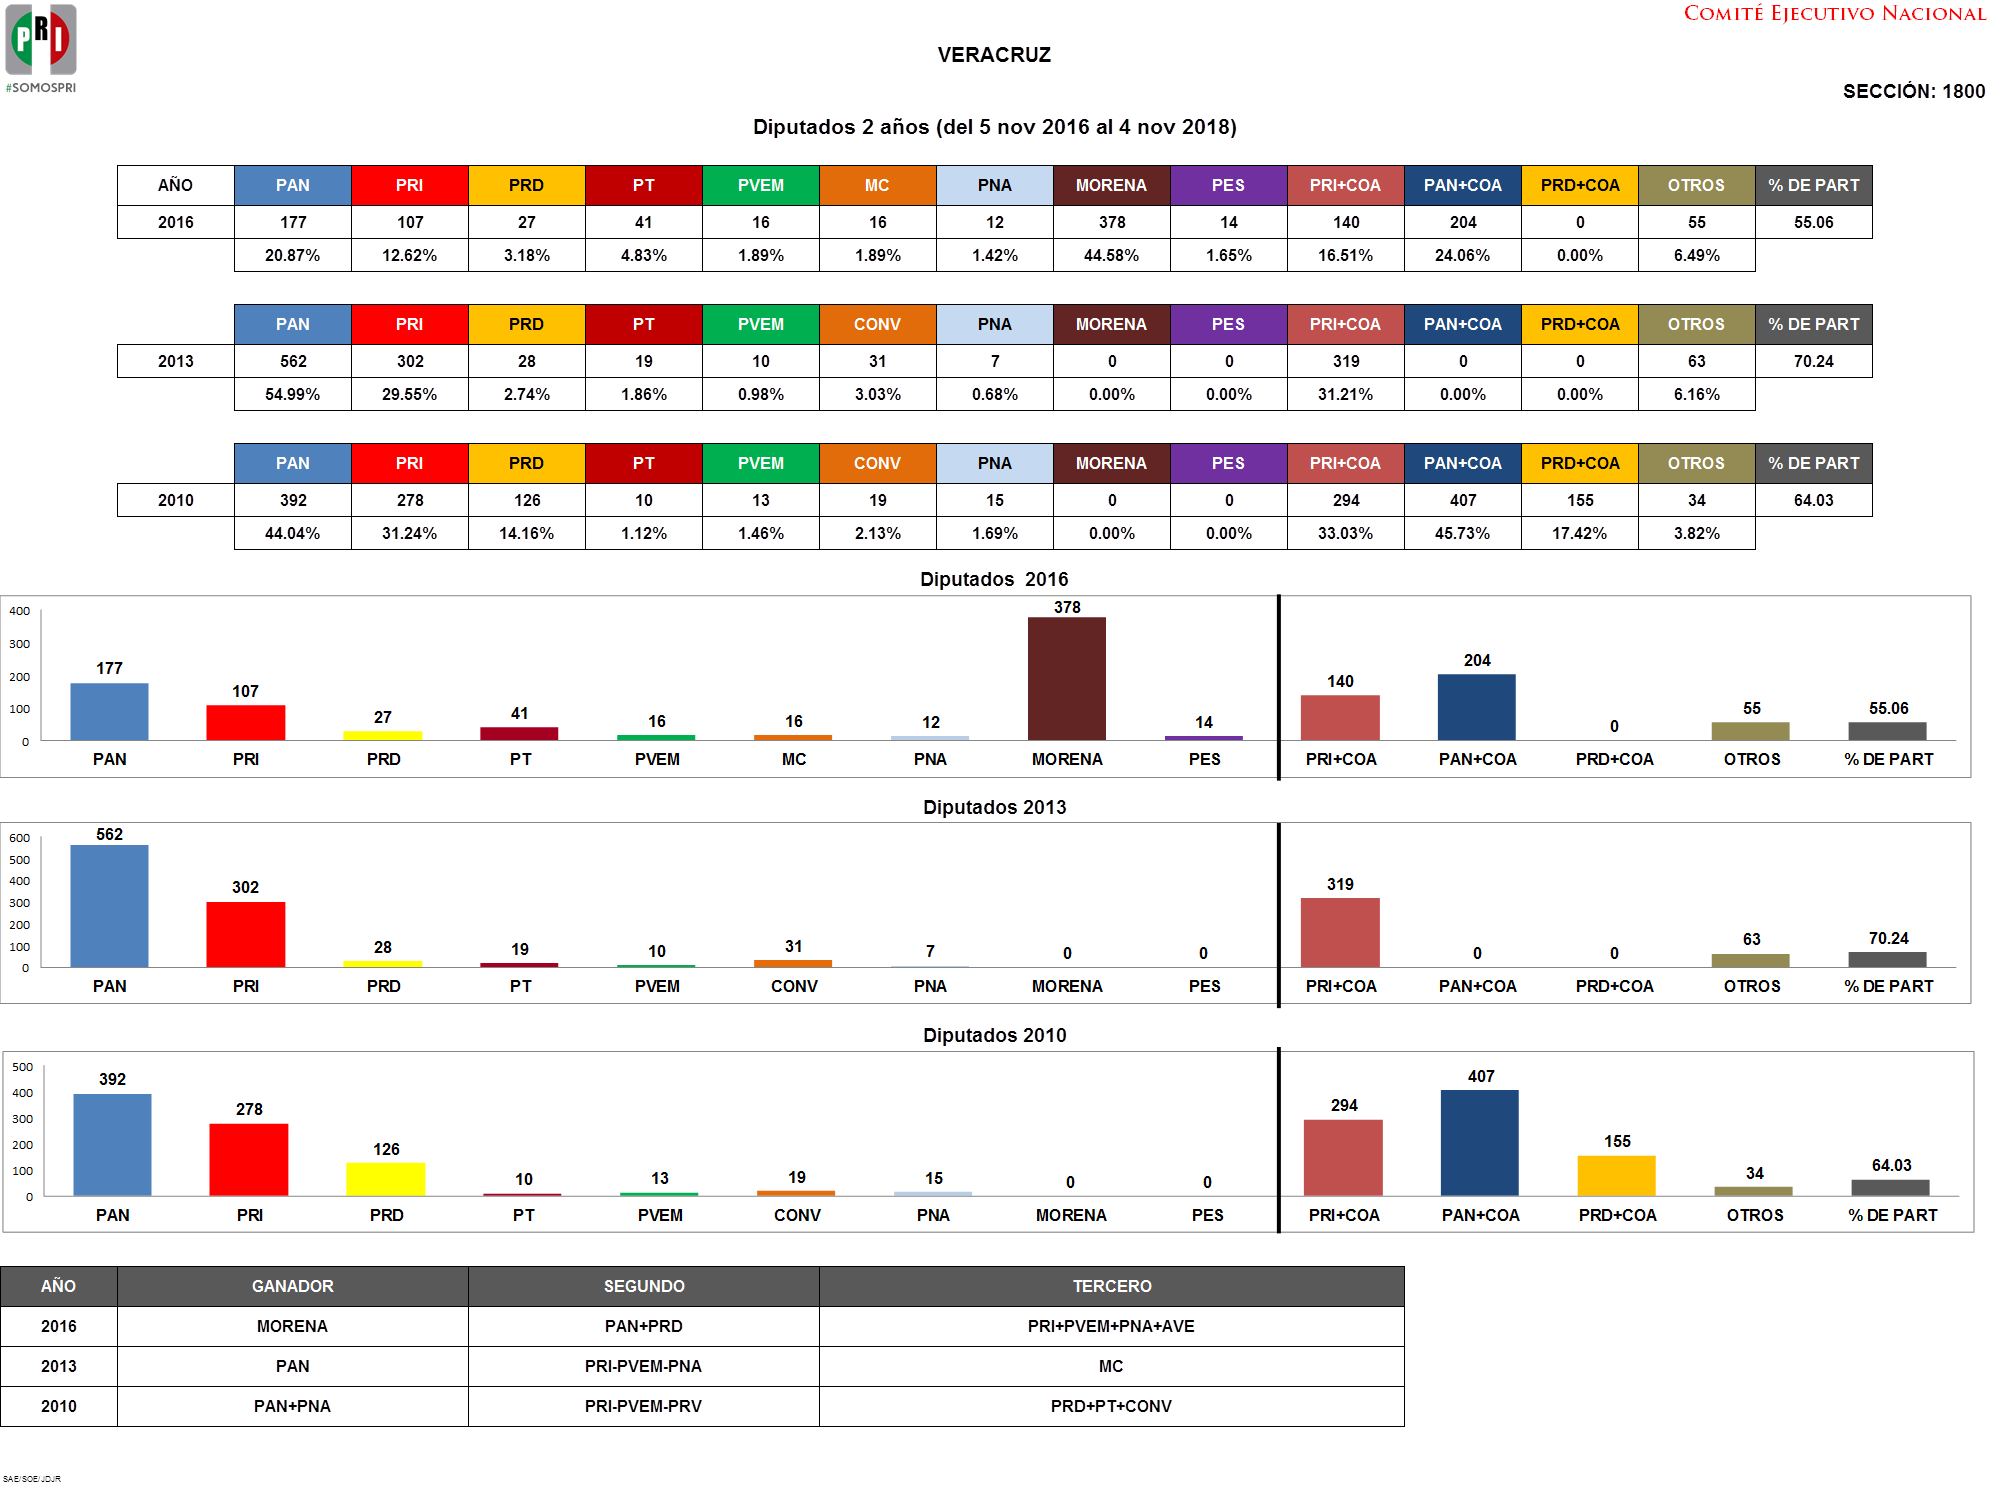 COMITÉ EJECUTIVO NACIONAL
PRI
#SOMOSPRI
VERACRUZ
SECCIÓN: 1800
Diputados 2 años (del 5 nov 2016 al 4 nov 2018)
AÑO PAN PRI PRD PT PVEM MC PNA MORENA PES PRI+COA PAN+COA PRD+COA OTROS % DE PART
2016 177 107 27 41 16 16 12 378 14 140 204 0 55 55.06
20.87% 12.62% 3.18% 4.83% 1.89% 1.89% 1.42% 44.58% 1.65% 16.51% 24.06% 0.00% 6.49%
PAN PRI PRD PT PVEM CONV PNA MORENA PES PRI+COA PAN+COA PRD+COA OTROS % DE PART
2013 562 302 28 19 10 31 7 0 0 319 0 0 63 70.24
54.99% 29.55% 2.74% 1.86% 0.98% 3.03% 0.68% 0.00% 0.00% 31.21% 0.00% 0.00% 6.16%
PAN PRI PRD PT PVEM CONV PNA MORENA PES PRI+COA PAN+COA PRD+COA OTROS % DE PART
2010 392 278 126 10 13 19 15 0 0 294 407 155 34 64.03
44.04% 31.24% 14.16% 1.12% 1.46% 2.13% 1.69% 0.00% 0.00% 33.03% 45.73% 17.42% 3.82%
Diputados 2016
400
300
200
100
0
177 107 27 41 16 16 12 378 14 140 204 0 55 55.06
PAN PRI PRD PT PVEM MC PNA MORENA PES PRI+COA PAN+COA PRD+COA OTROS % DE PART
Diputados 2013
600
500
400
300
200
100
0
562 302 28 19 10 31 7 0 0 319 0 0 63 70.24
PAN PRI PRD PT PVEM CONV PNA MORENA PES PRI+COA PAN+COA PRD+COA OTROS % DE PART
Diputados 2010
500
400
300
200
100
0
392 278 126 10 13 19 15 0 0 294 407 155 34 64.03
PAN PRI PRD PT PVEM CONV PNA MORENA PES PRI+COA PAN+COA PRD+COA OTROS % DE PART
AÑO GANADOR SEGUNDO TERCERO
2016 MORENA PAN+PRD PRI+PVEM+PNA+AVE
2013 PAN PRI-PVEM-PNA MC
2010 PAN+PNA PRI-PVEM-PRV PRD+PT+CONV
SAE/SOE/JDJR